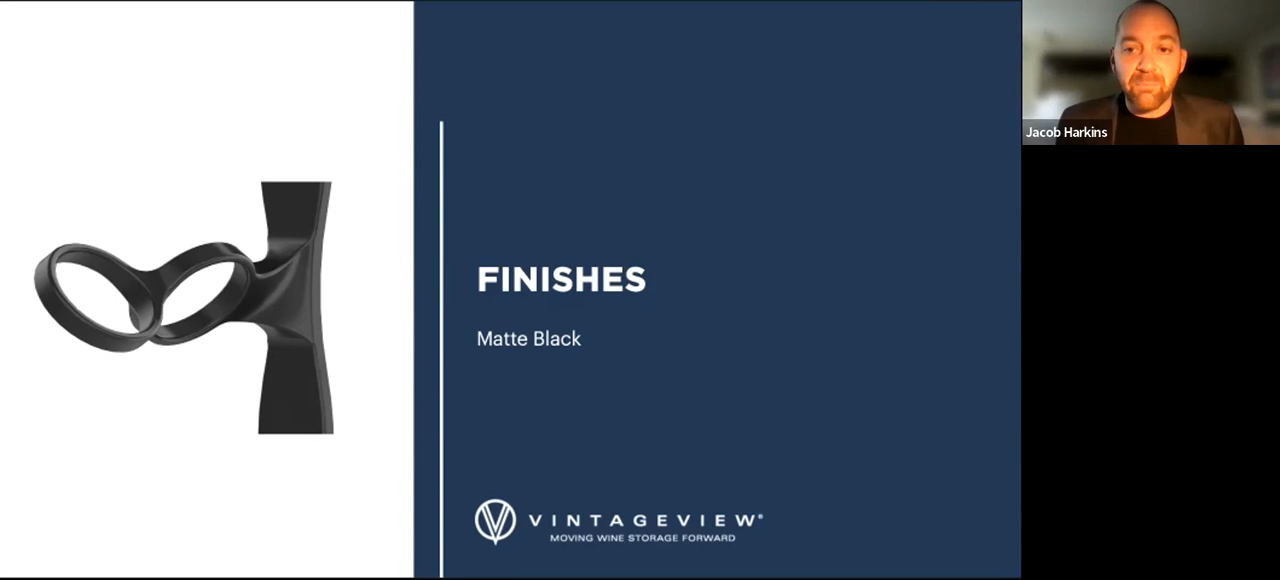 FINISHES
Matte Black
VINTAGEVIEW®
MOVING WINE STORAGE FORWARD
Jacob Harkins